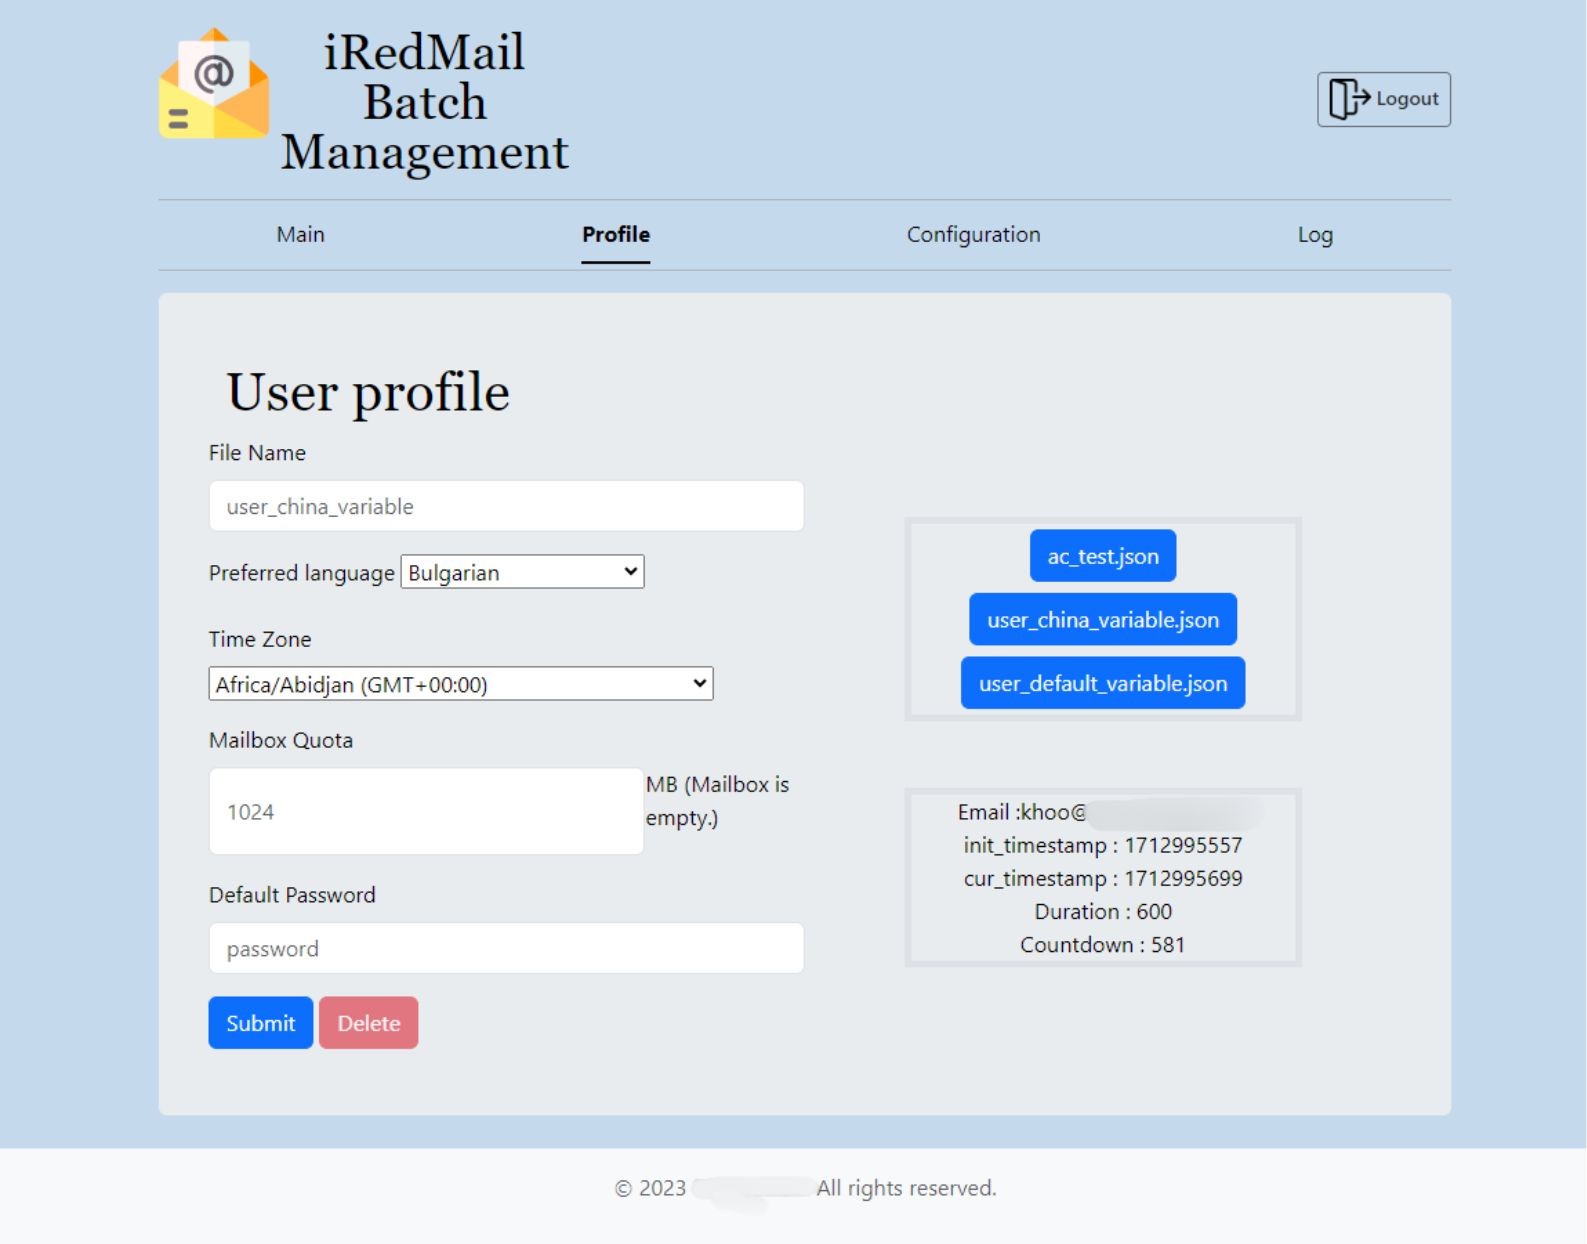 iRedMail
Batch
Management
Logout
Main
Profile
Configuration
Log
User profile
File Name
user_china_variable
Preferred language Bulgarian
Time Zone
Africa/Abidjan (GMT+00:00)
Mailbox Quota
1024
MB (Mailbox is
empty.)
Default Password
password
Submit Delete
ac_test.json
user_china_variable.json
user_default_variable.json
Email :khoo@
init_timestamp : 1712995557
cur_timestamp : 1712995699
Duration : 600
Countdown : 581
© 2023 All rights reserved.